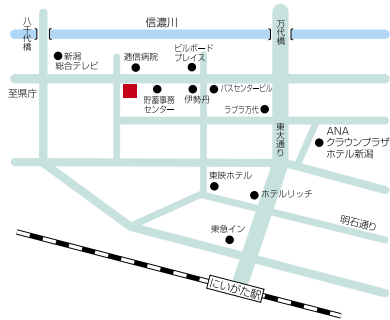 八千代橋
信濃川
万代橋
新潟
総合テレビ
逓信病院
ビルボード
プレイス
至県庁
貯蓄事務
センター
伊勢丹
バスセンタービル
ラブラ万代
東大通り
ANA
クラウンプラザ
ホテル新潟
東映ホテル
ホテルリッチ
東急イン
明石通り
にいがた駅